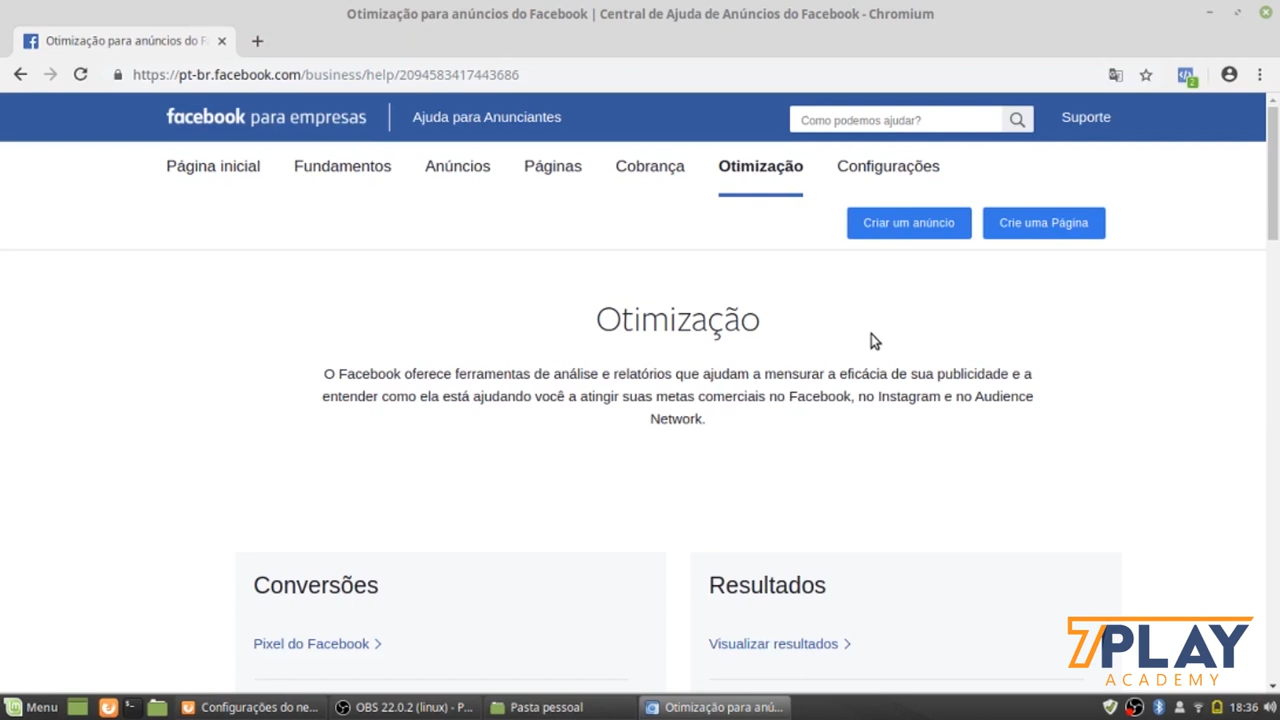 Otimização para anúncios do Facebook | Central de Ajuda de Anúncios do Facebook - Chromium
Otimização para anúncios do F
https://pt-br.facebook.com/business/help/2094583417443686
2
facebook para empresas
Ajuda para Anunciantes
Como podemos ajudar?
Suporte
Página inicial
Fundamentos
Anúncios
Páginas
Cobrança
Otimização
Configurações
Criar um anúncio
Crie uma Página
Otimização
O Facebook oferece ferramentas de análise e relatórios que ajudam a mensurar a eficácia de sua publicidade e a
entender como ela está ajudando você a atingir suas metas comerciais no Facebook, no Instagram e no Audience
Network.
Conversões
Resultados
Pixel do Facebook
Visualizar resultados
7PLAY
ACADEMY
Menu
Configurações do ne...
OBS 22.0.2 (linux) - P...
Pasta pessoal
Otimização para anú...
18:36